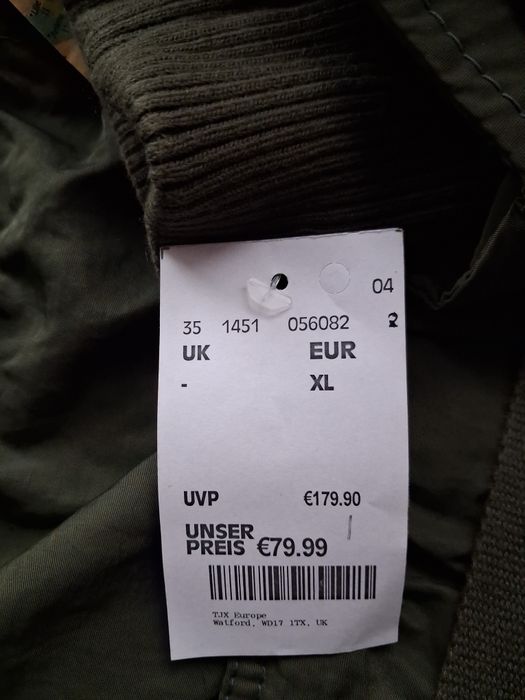 04
35 1451 056082 2
UK EUR
- XL
UVP €179.90
UNSER
PREIS €79.99
TJX Europe
Watford, WD17 1TX, UK